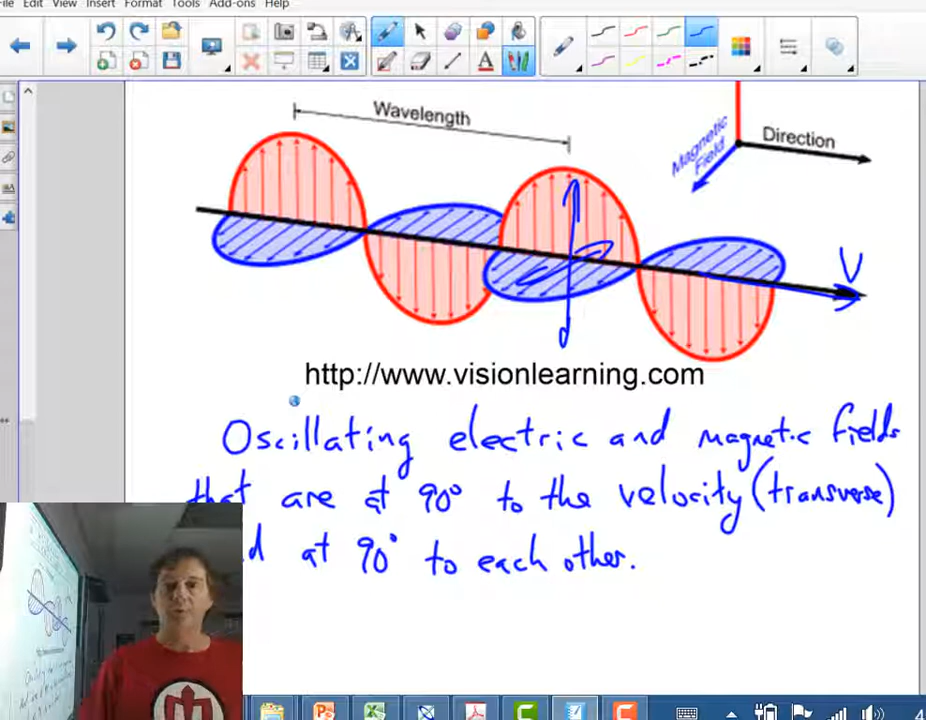 File Edit View Insert Format Tools Add-ons Help
Wavelength
Magnetic
Field
Direction
V
http://www.visionlearning.com
Oscillating electric and magnetic fields
that are at 90° to the velocity (transverse)
at 90° to each other.